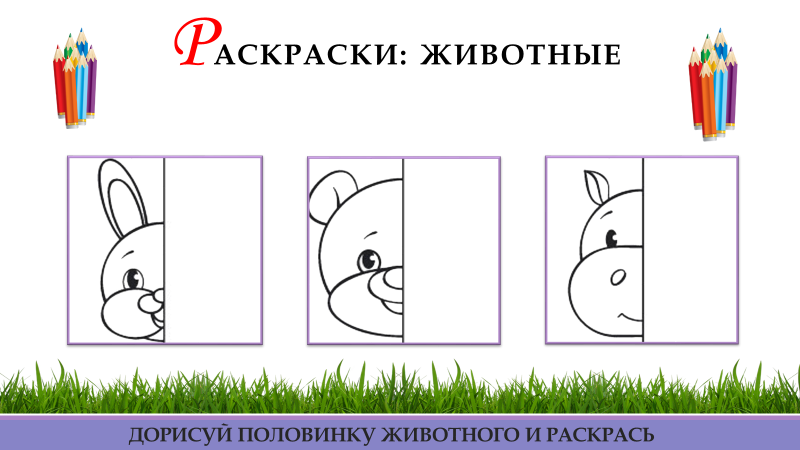 РАСКРАСКИ: ЖИВОТНЫЕ
ДОРИСУЙ ПОЛОВИНКУ ЖИВОТНОГО И РАСКРАСЬ